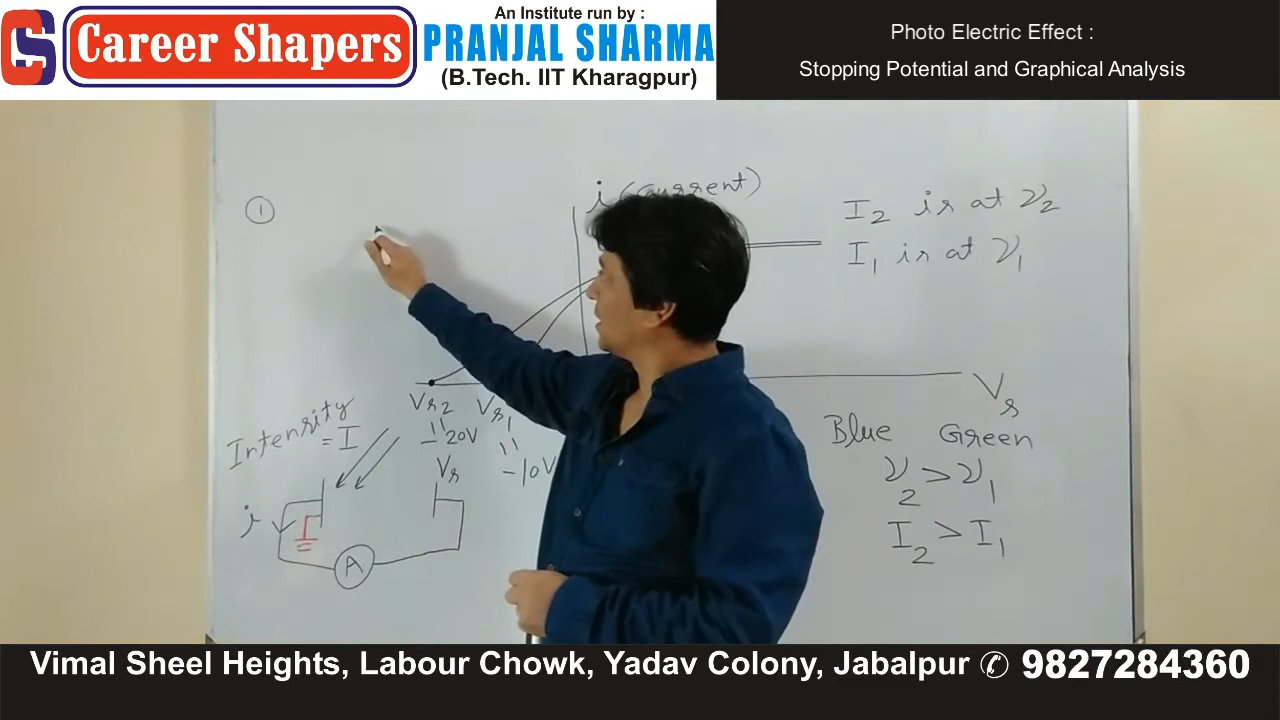 CS Career Shapers
An Institute run by :
PRANJAL SHARMA
(B.Tech. IIT Kharagpur)
Photo Electric Effect :
Stopping Potential and Graphical Analysis
①
i (current)
I₂ is at ν₂
I₁ is at ν₁
Vs
Vs₂ Vs₁
= =
-20V -10V
Intensity
= I
Vs
i
A
Blue Green
ν₂ > ν₁
I₂ > I₁
Vimal Sheel Heights, Labour Chowk, Yadav Colony, Jabalpur ✆ 9827284360